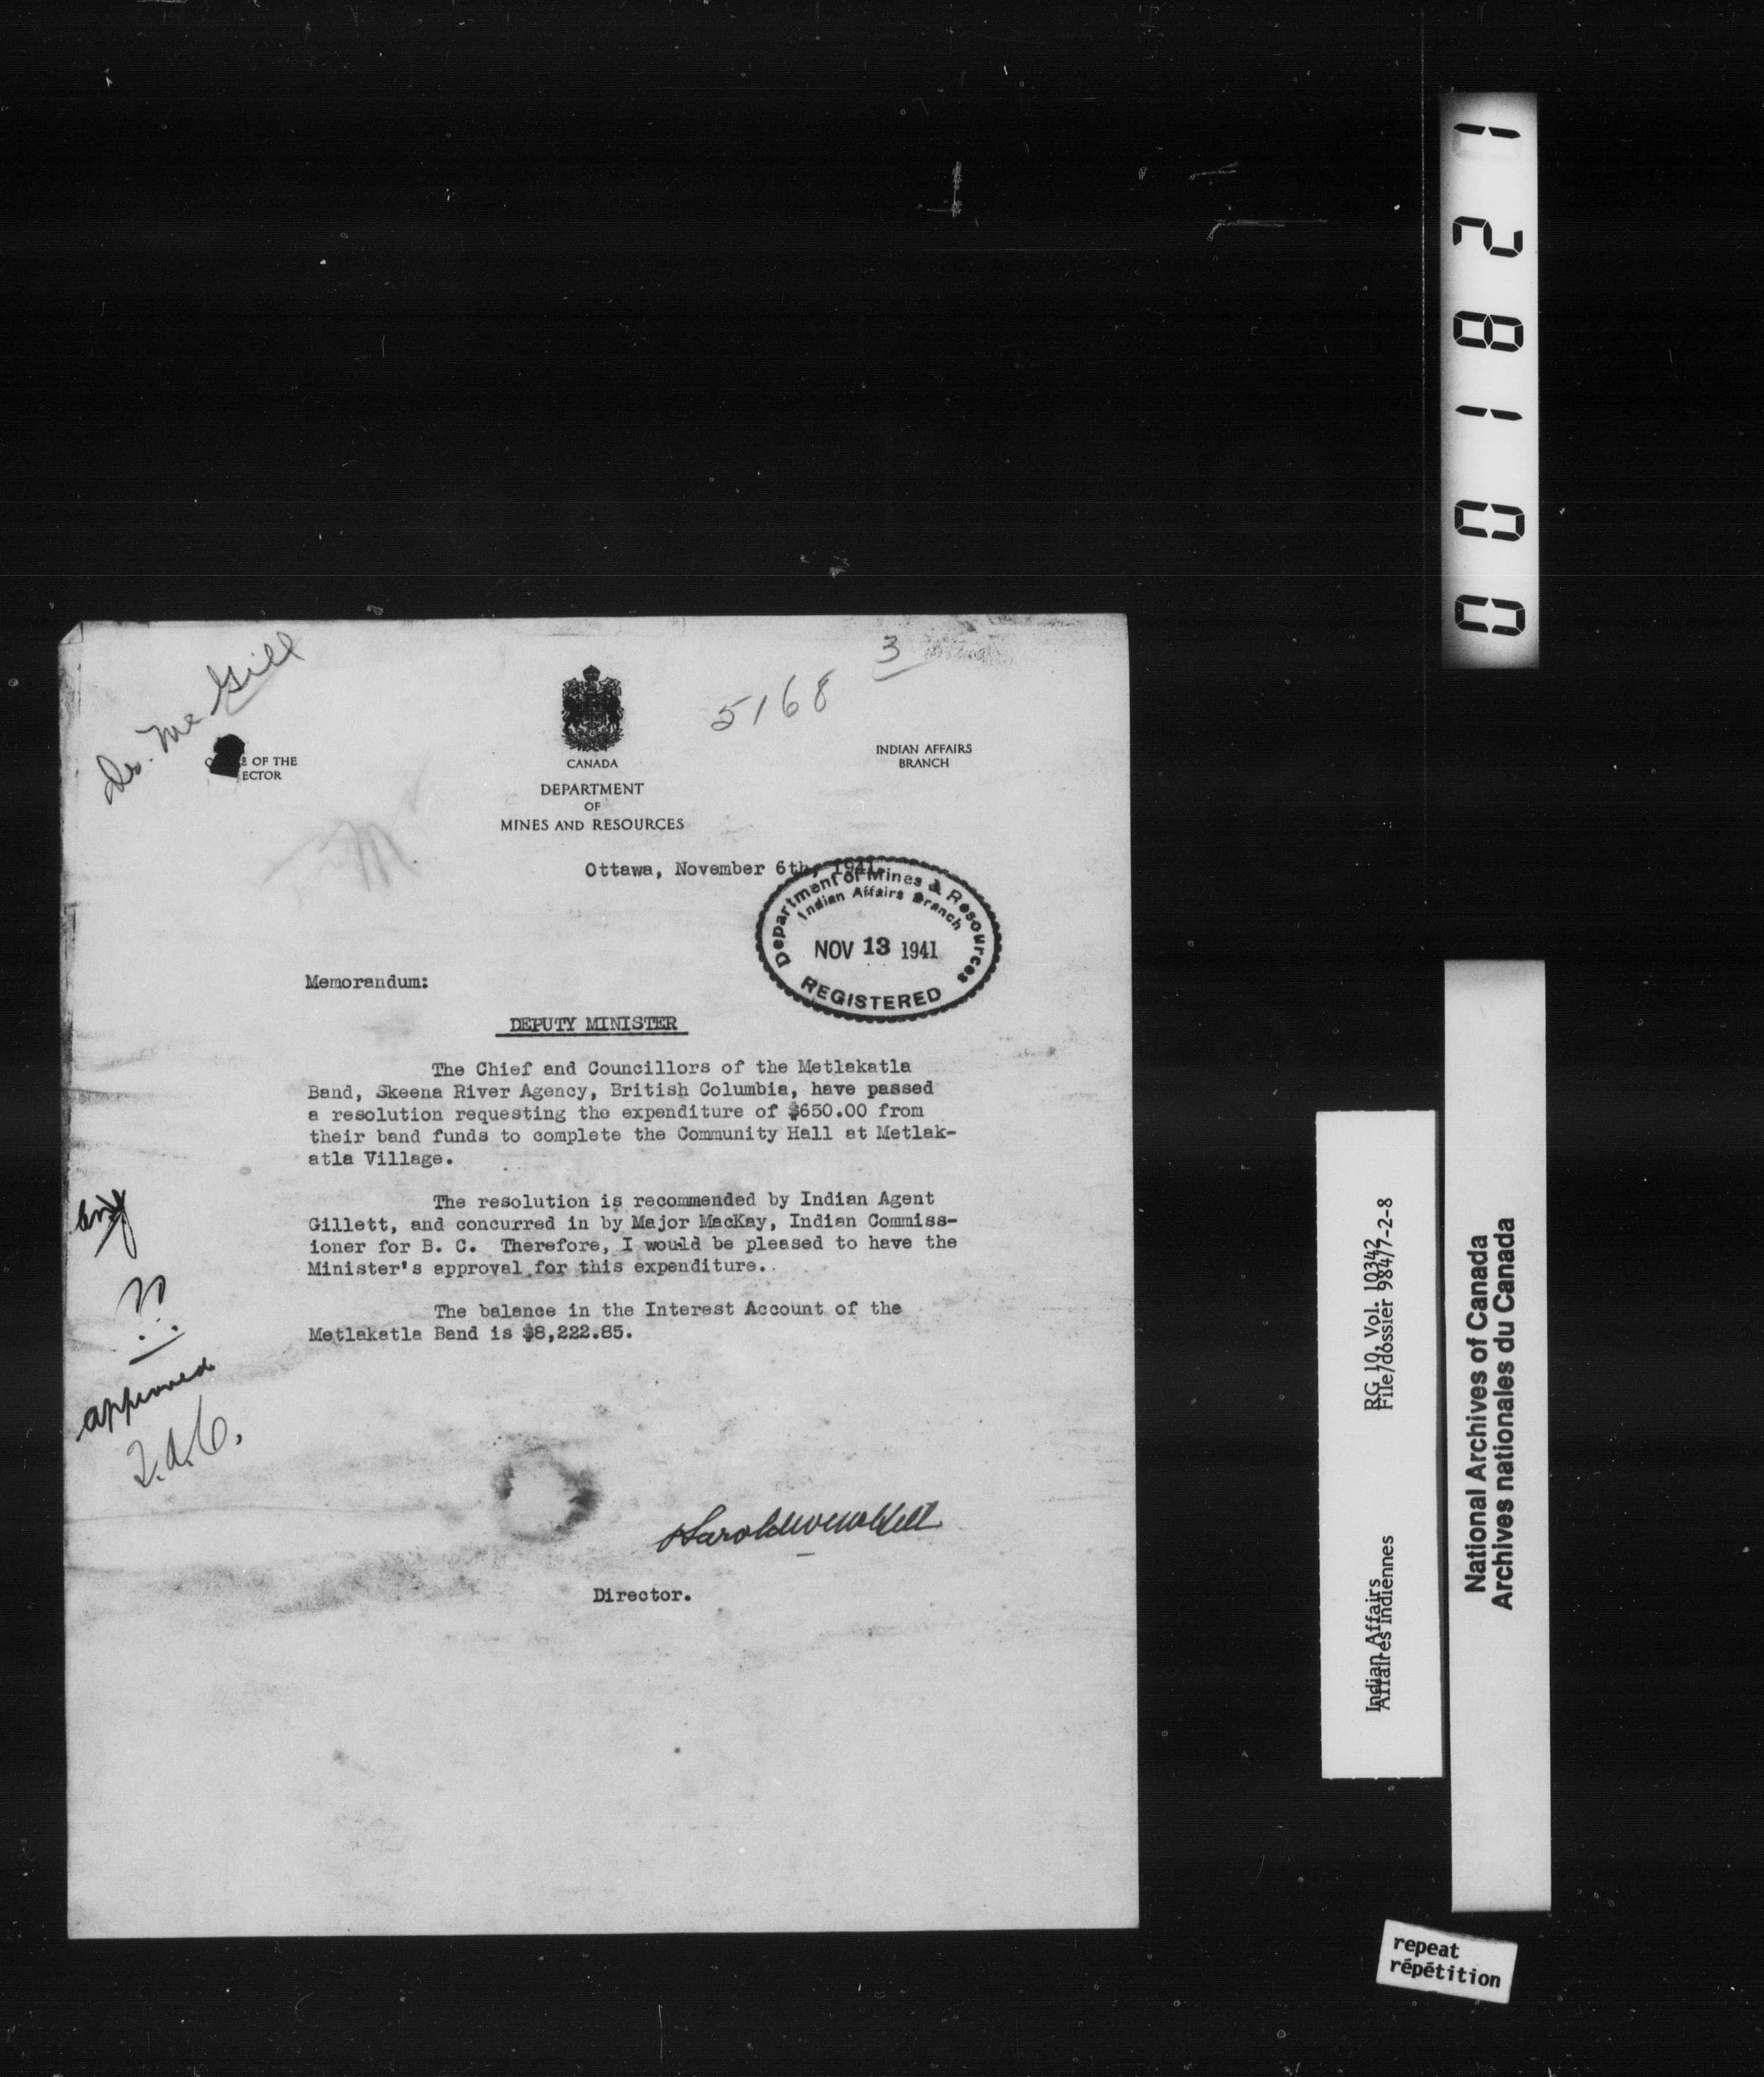 Dr. McGill
3
5168
E OF THE
ECTOR
CANADA
DEPARTMENT
OF
MINES AND RESOURCES
INDIAN AFFAIRS
BRANCH
Ottawa, November 6th, 1941.
Department of Mines & Resources
Indian Affairs Branch
NOV 13 1941
REGISTERED
Memorandum:
DEPUTY MINISTER
The Chief and Councillors of the Metlakatla
Band, Skeena River Agency, British Columbia, have passed
a resolution requesting the expenditure of $650.00 from
their band funds to complete the Community Hall at Metlak-
atla Village.
The resolution is recommended by Indian Agent
Gillett, and concurred in by Major MacKay, Indian Commiss-
ioner for B. C. Therefore, I would be pleased to have the
Minister's approval for this expenditure.
The balance in the Interest Account of the
Metlakatla Band is $8,222.85.
approved
T.A.C.
Director.
001821
RG 10, Vol. 10342
File/dossier 984/7-2-8
Indian Affairs
Affaires indiennes
National Archives of Canada
Archives nationales du Canada
repeat
répétition